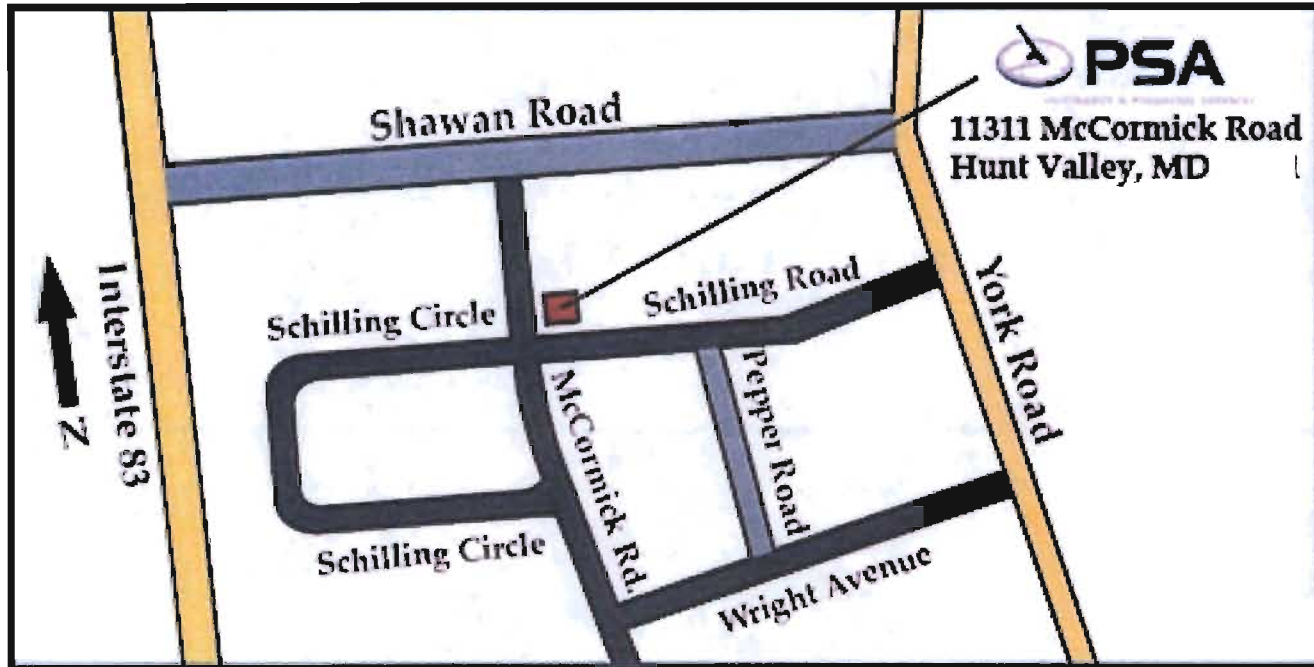 PSA
11311 McCormick Road
Hunt Valley, MD
Shawan Road
Schilling Road
Schilling Circle
York Road
Interstate 83
N
McCormick Rd.
Pepper Road
Schilling Circle
Wright Avenue